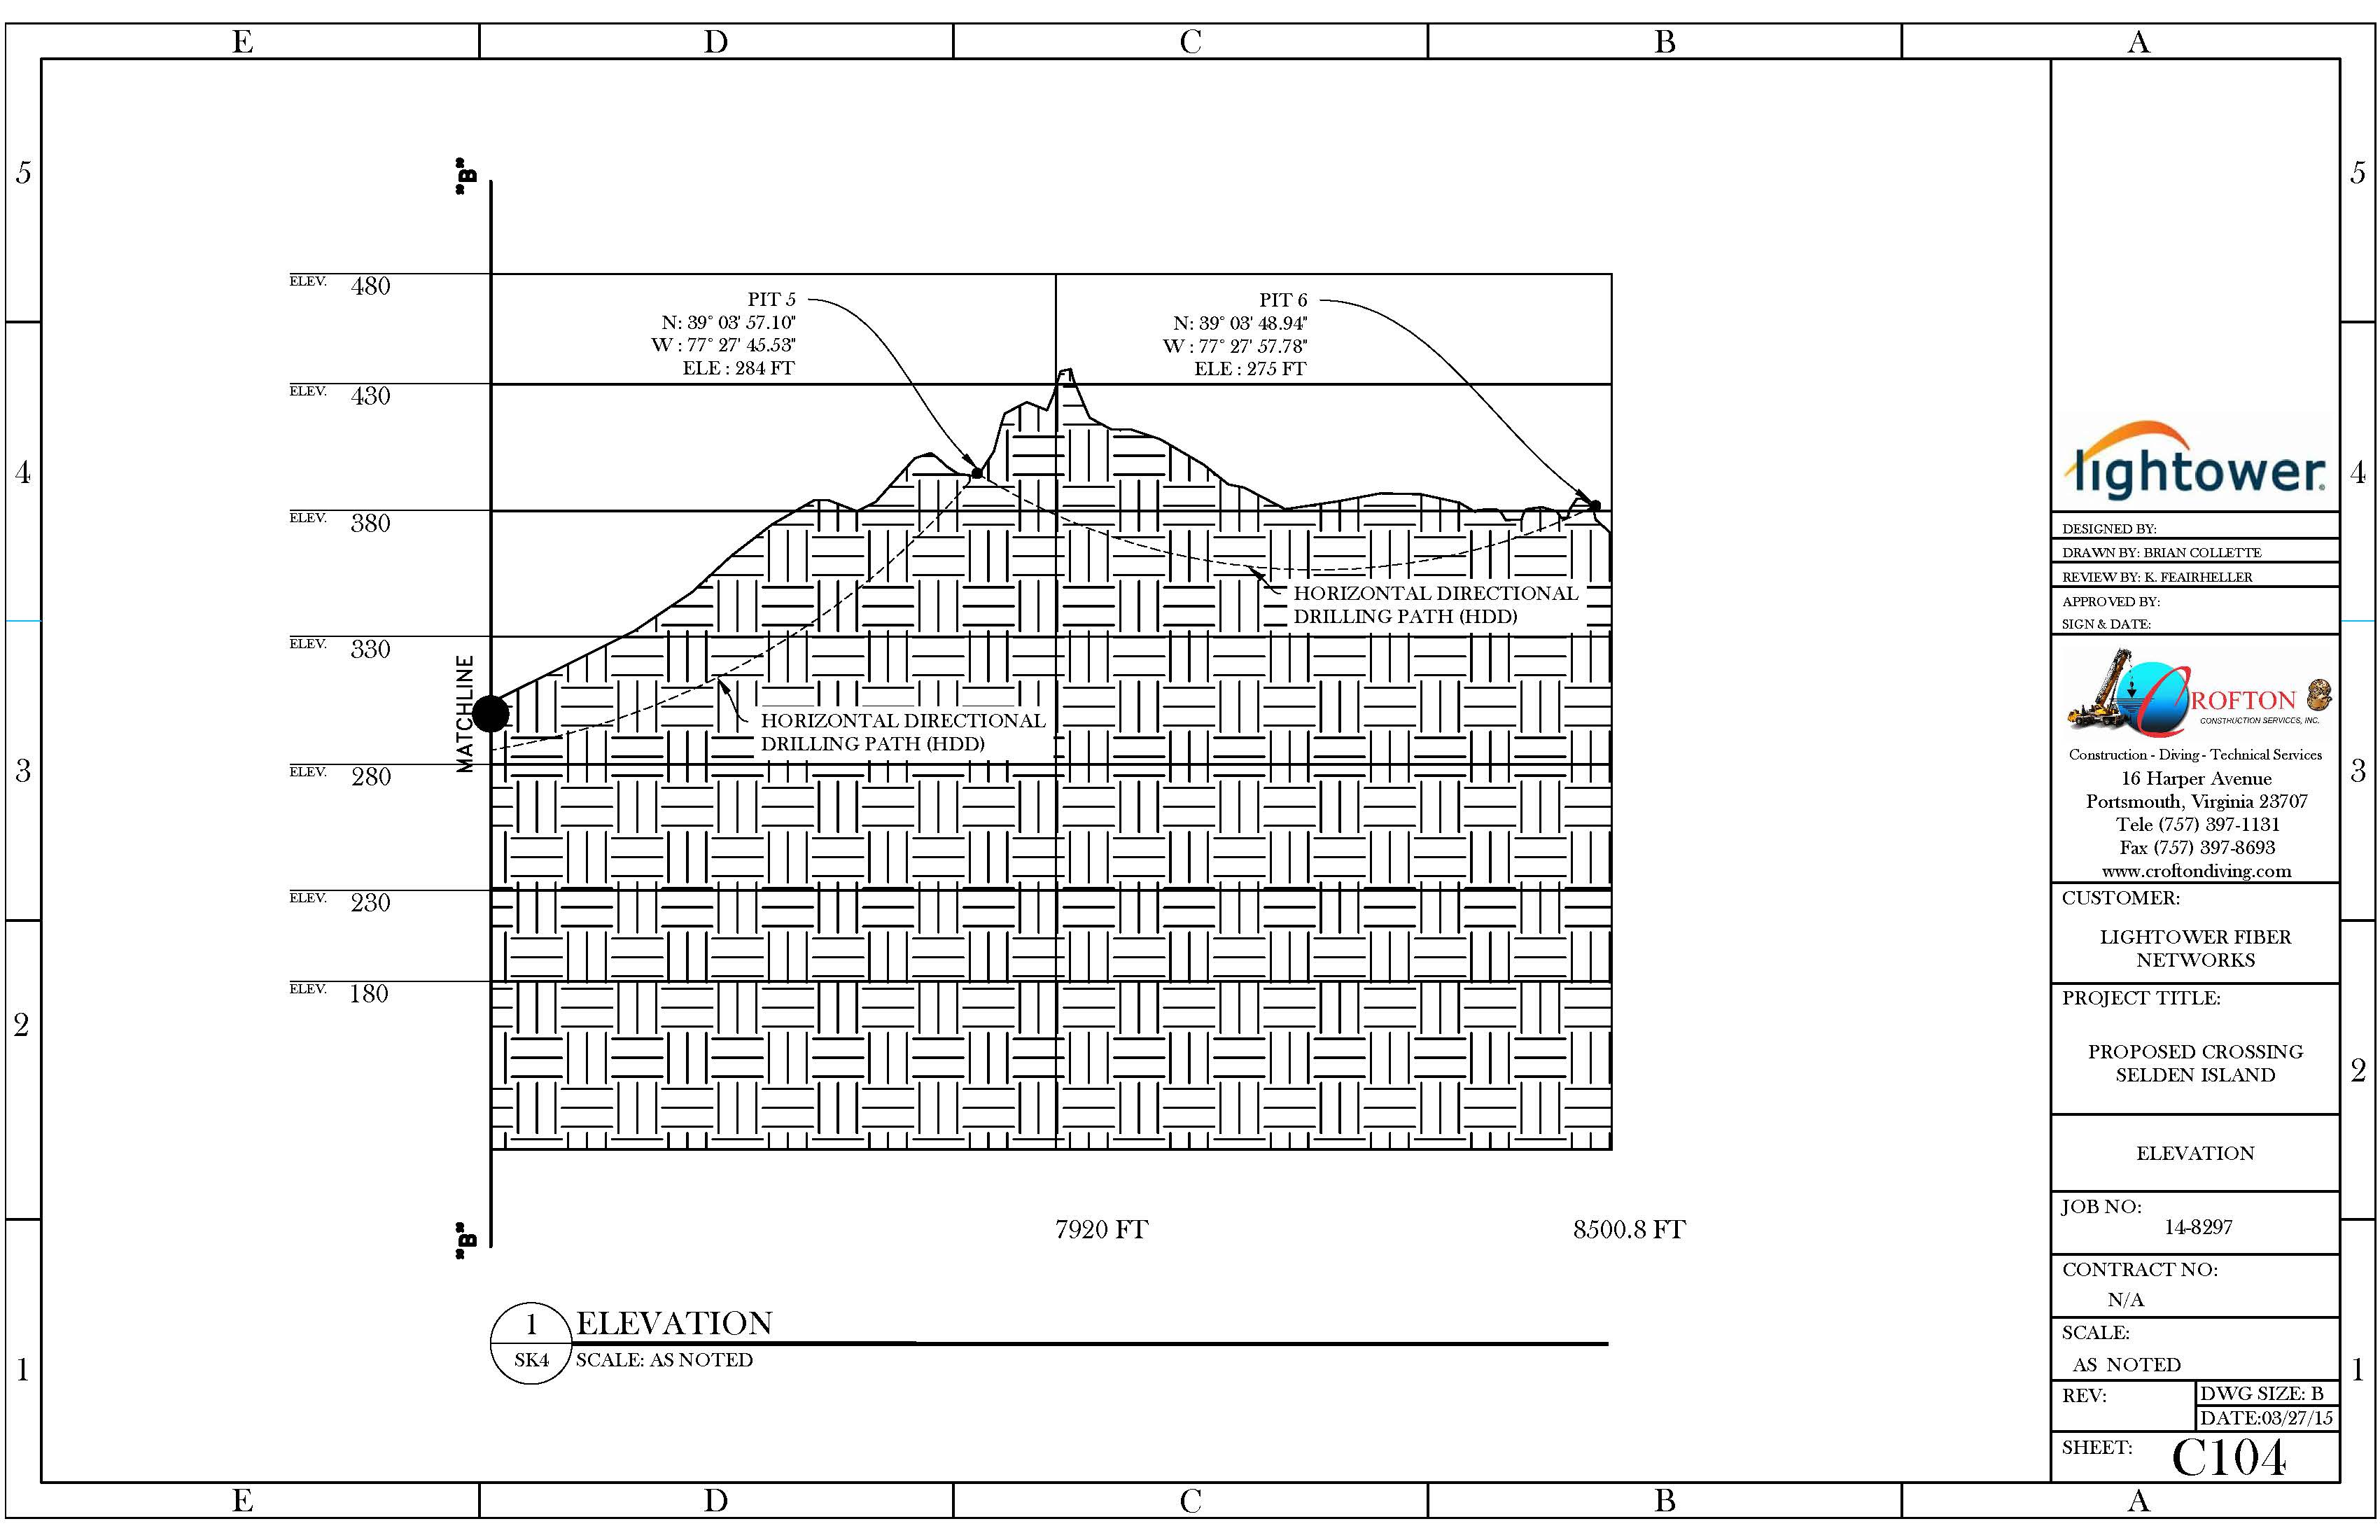 E D C B A
5 5
"B"
ELEV. 480
PIT 5
N: 39° 03' 57.10"
W : 77° 27' 45.53"
ELE : 284 FT
PIT 6
N: 39° 03' 48.94"
W : 77° 27' 57.78"
ELE : 275 FT
ELEV. 430
4 4
ELEV. 380
HORIZONTAL DIRECTIONAL
DRILLING PATH (HDD)
ELEV. 330
MATCHLINE
HORIZONTAL DIRECTIONAL
DRILLING PATH (HDD)
3 3
ELEV. 280
ELEV. 230
ELEV. 180
2 2
"B"
7920 FT
8500.8 FT
1
SK4
ELEVATION
SCALE: AS NOTED
1 1
lightower
DESIGNED BY:
DRAWN BY: BRIAN COLLETTE
REVIEW BY: K. FEAIRHELLER
APPROVED BY:
SIGN & DATE:
CROFTON
CONSTRUCTION SERVICES, INC.
Construction - Diving - Technical Services
16 Harper Avenue
Portsmouth, Virginia 23707
Tele (757) 397-1131
Fax (757) 397-8693
www.croftondiving.com
CUSTOMER:
LIGHTOWER FIBER
NETWORKS
PROJECT TITLE:
PROPOSED CROSSING
SELDEN ISLAND
ELEVATION
JOB NO:
14-8297
CONTRACT NO:
N/A
SCALE:
AS NOTED
REV:
DWG SIZE: B
DATE:03/27/15
SHEET: C104
E D C B A